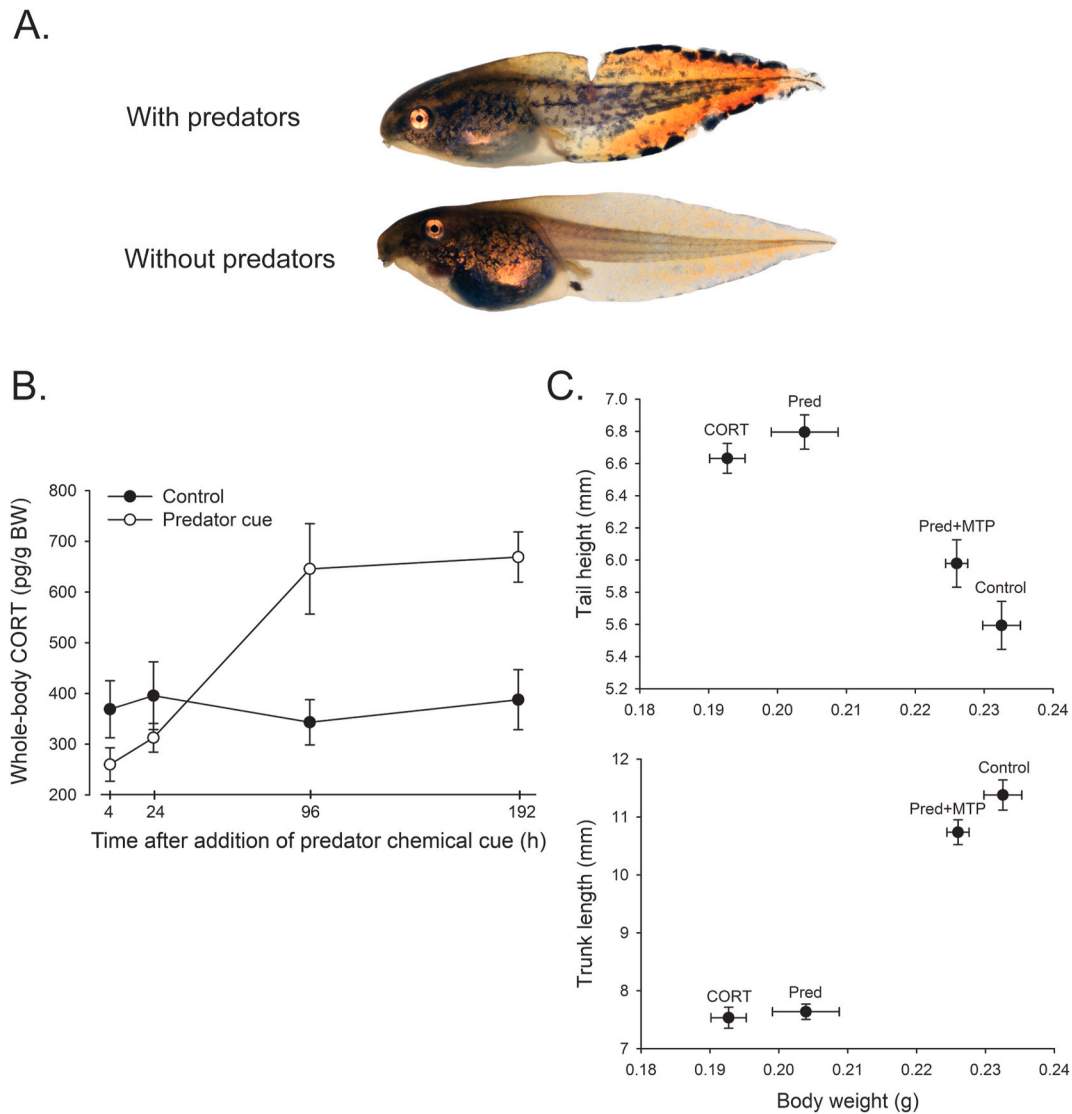 A.
With predators
Without predators
B.
Whole-body CORT (pg/g BW)
800
700
600
500
400
300
200
Control
Predator cue
4 24 96 192
Time after addition of predator chemical cue (h)
C.
Tail height (mm)
7.0
6.8
6.6
6.4
6.2
6.0
5.8
5.6
5.4
5.2
CORT
Pred
Pred+MTP
Control
0.18 0.19 0.20 0.21 0.22 0.23 0.24
Trunk length (mm)
12
11
10
9
8
7
Control
Pred+MTP
CORT
Pred
0.18 0.19 0.20 0.21 0.22 0.23 0.24
Body weight (g)